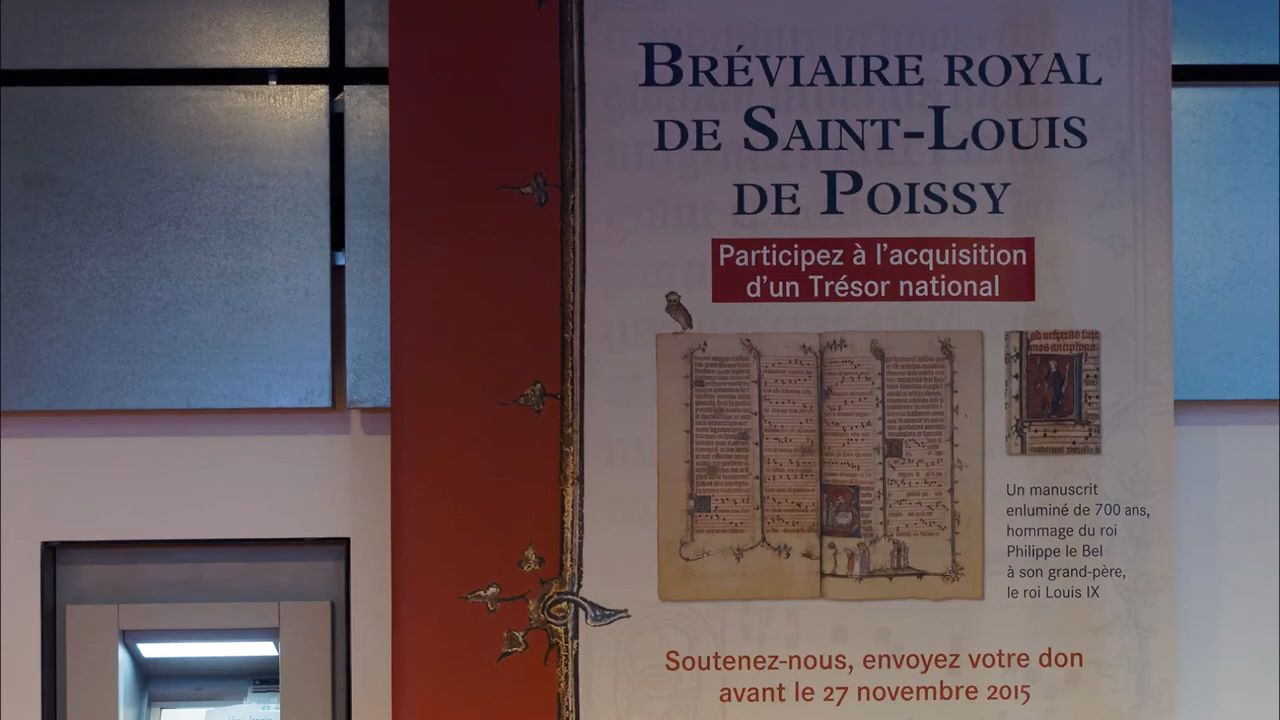 Bréviaire royal
de Saint-Louis
de Poissy
Participez à l'acquisition
d'un Trésor national
Un manuscrit
enluminé de 700 ans,
hommage du roi
Philippe le Bel
à son grand-père,
le roi Louis IX
Soutenez-nous, envoyez votre don
avant le 27 novembre 2015